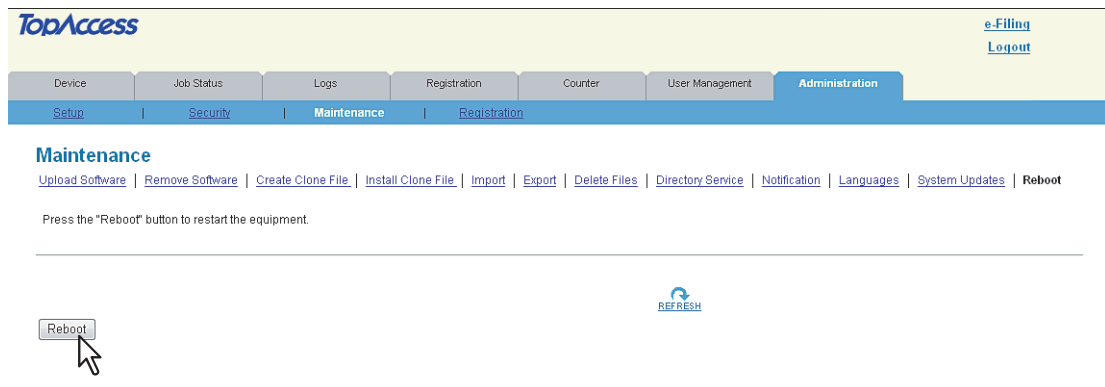 TopAccess
e-Filing
Logout
Device Job Status Logs Registration Counter User Management Administration
Setup | Security | Maintenance | Registration
Maintenance
Upload Software | Remove Software | Create Clone File | Install Clone File | Import | Export | Delete Files | Directory Service | Notification | Languages | System Updates | Reboot
Press the "Reboot" button to restart the equipment.
REFRESH
Reboot